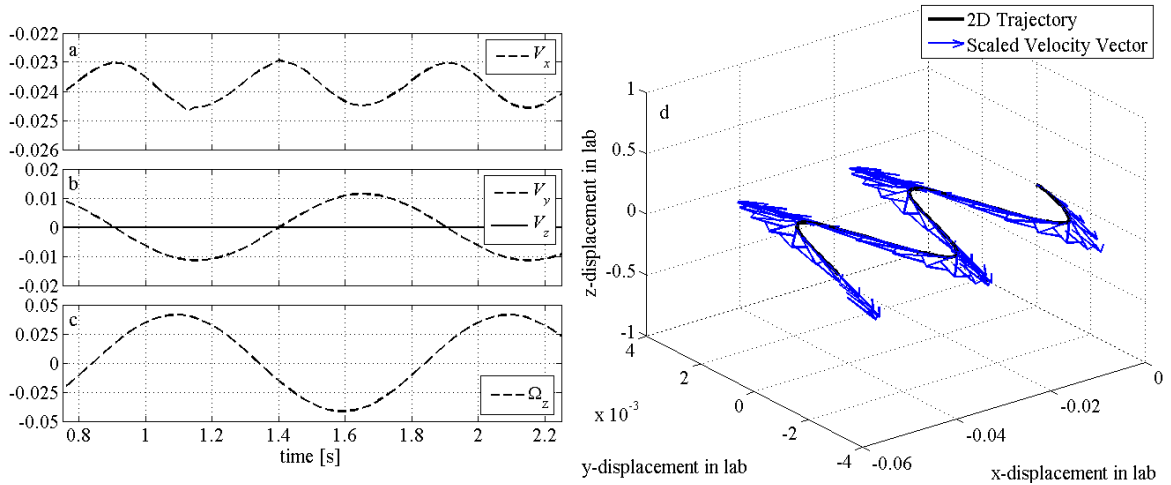 -0.022
-0.023
-0.024
-0.025
-0.026
a
V_x
0.02
0.01
0
-0.01
-0.02
b
V_y
V_z
0.05
0.025
0
-0.025
-0.05
c
Ω_z
0.8 1 1.2 1.4 1.6 1.8 2 2.2
time [s]
2D Trajectory
Scaled Velocity Vector
d
1
0.5
0
-0.5
-1
z-displacement in lab
4
2
0
-2
-4
x 10⁻³
y-displacement in lab
-0.06
-0.04
-0.02
0
x-displacement in lab